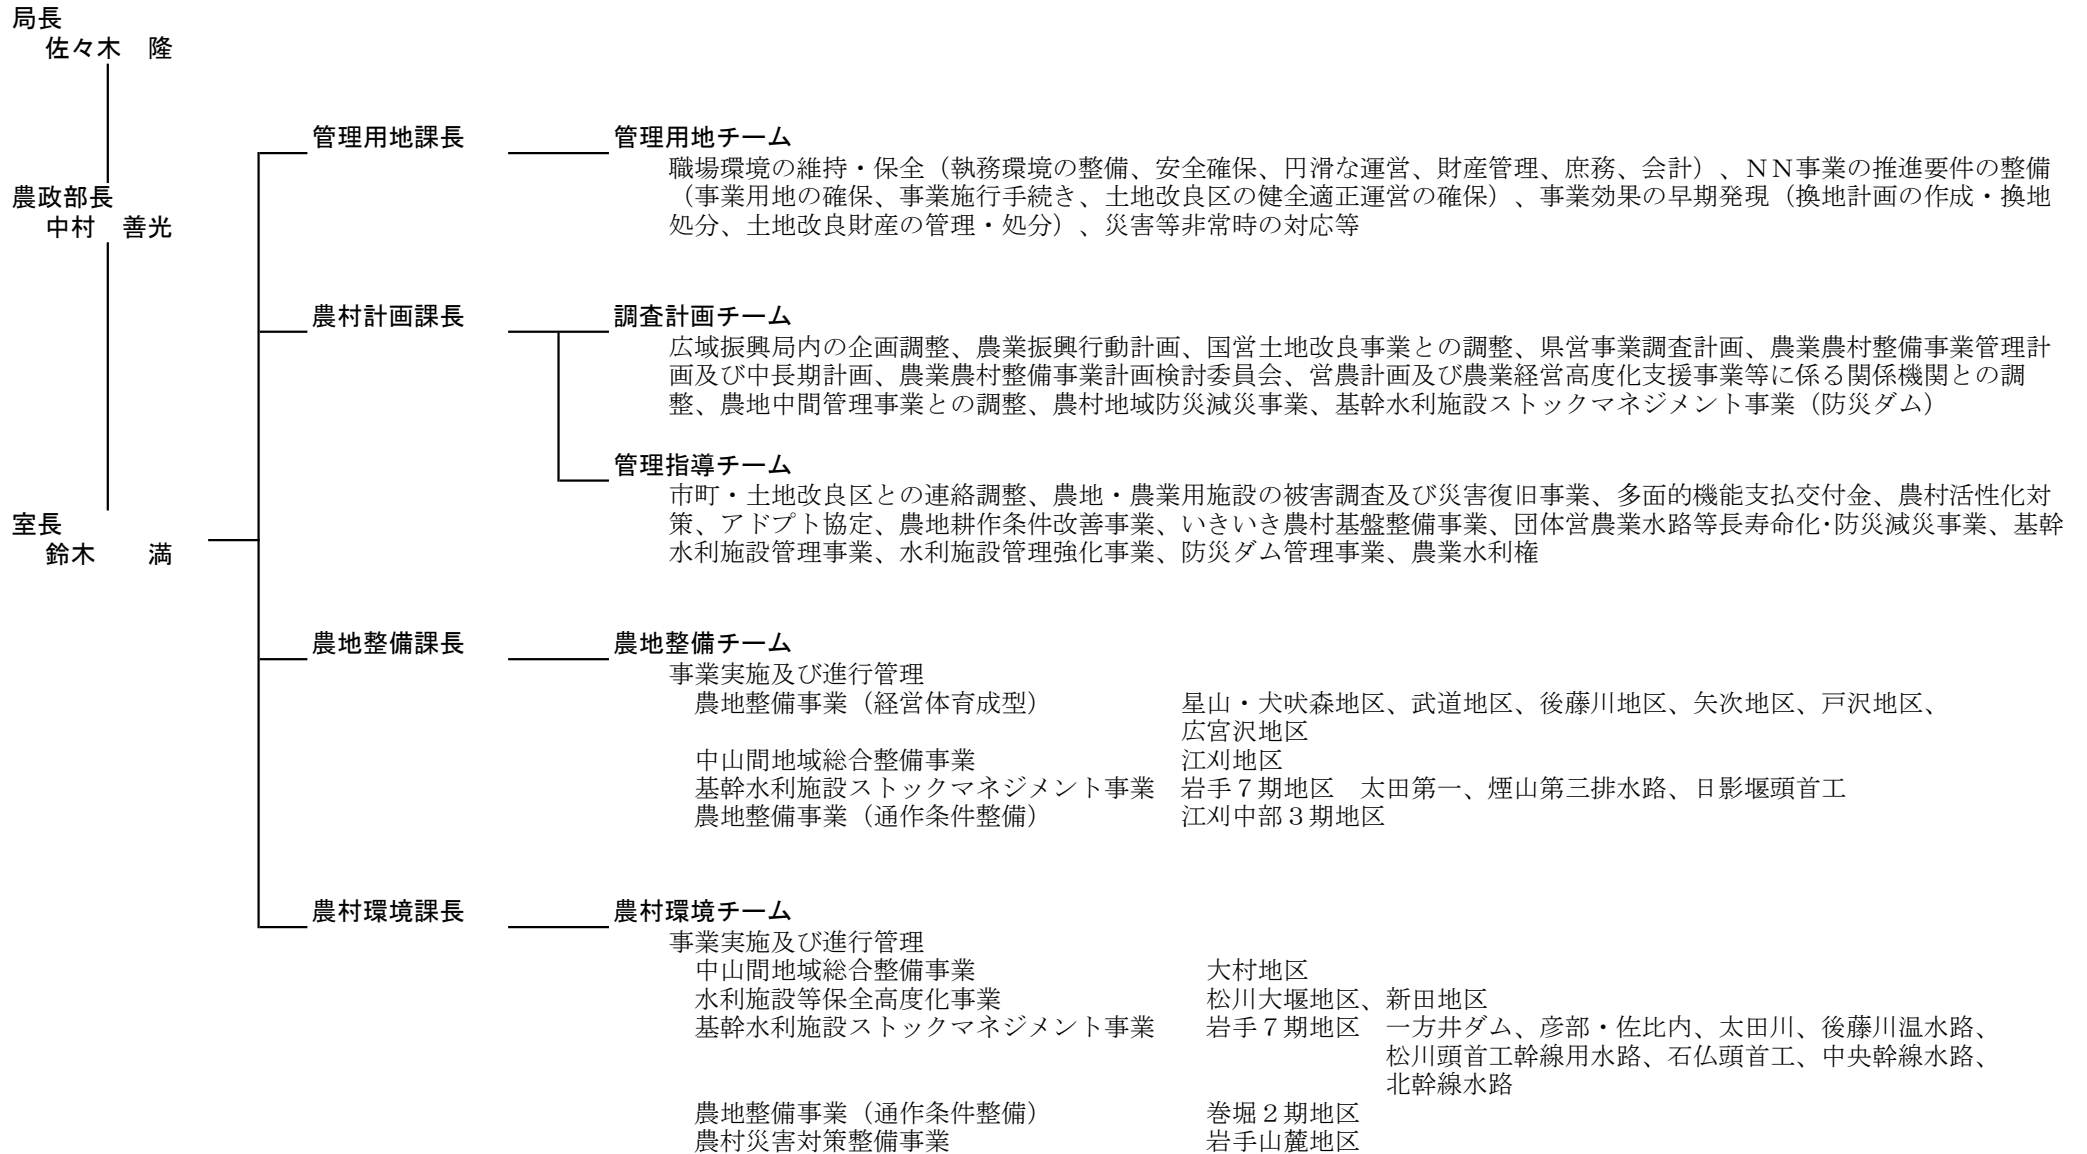 局長
佐々木　隆
農政部長
中村　善光
室長
鈴木　　満
管理用地課長
管理用地チーム
職場環境の維持・保全（執務環境の整備、安全確保、円滑な運営、財産管理、庶務、会計）、ＮＮ事業の推進要件の整備
（事業用地の確保、事業施行手続き、土地改良区の健全適正運営の確保）、事業効果の早期発現（換地計画の作成・換地
処分、土地改良財産の管理・処分）、災害等非常時の対応等
農村計画課長
調査計画チーム
広域振興局内の企画調整、農業振興行動計画、国営土地改良事業との調整、県営事業調査計画、農業農村整備事業管理計
画及び中長期計画、農業農村整備事業計画検討委員会、営農計画及び農業経営高度化支援事業等に係る関係機関との調
整、農地中間管理事業との調整、農村地域防災減災事業、基幹水利施設ストックマネジメント事業（防災ダム）
管理指導チーム
市町・土地改良区との連絡調整、農地・農業用施設の被害調査及び災害復旧事業、多面的機能支払交付金、農村活性化対
策、アドプト協定、農地耕作条件改善事業、いきいき農村基盤整備事業、団体営農業水路等長寿命化･防災減災事業、基幹
水利施設管理事業、水利施設管理強化事業、防災ダム管理事業、農業水利権
農地整備課長
農地整備チーム
事業実施及び進行管理
農地整備事業（経営体育成型）　星山・犬吠森地区、武道地区、後藤川地区、矢次地区、戸沢地区、
広宮沢地区
中山間地域総合整備事業　江刈地区
基幹水利施設ストックマネジメント事業　岩手７期地区　太田第一、煙山第三排水路、日影堰頭首工
農地整備事業（通作条件整備）　江刈中部３期地区
農村環境課長
農村環境チーム
事業実施及び進行管理
中山間地域総合整備事業　大村地区
水利施設等保全高度化事業　松川大堰地区、新田地区
基幹水利施設ストックマネジメント事業　岩手７期地区　一方井ダム、彦部・佐比内、太田川、後藤川温水路、
松川頭首工幹線用水路、石仏頭首工、中央幹線水路、
北幹線水路
農地整備事業（通作条件整備）　巻堀２期地区
農村災害対策整備事業　岩手山麓地区